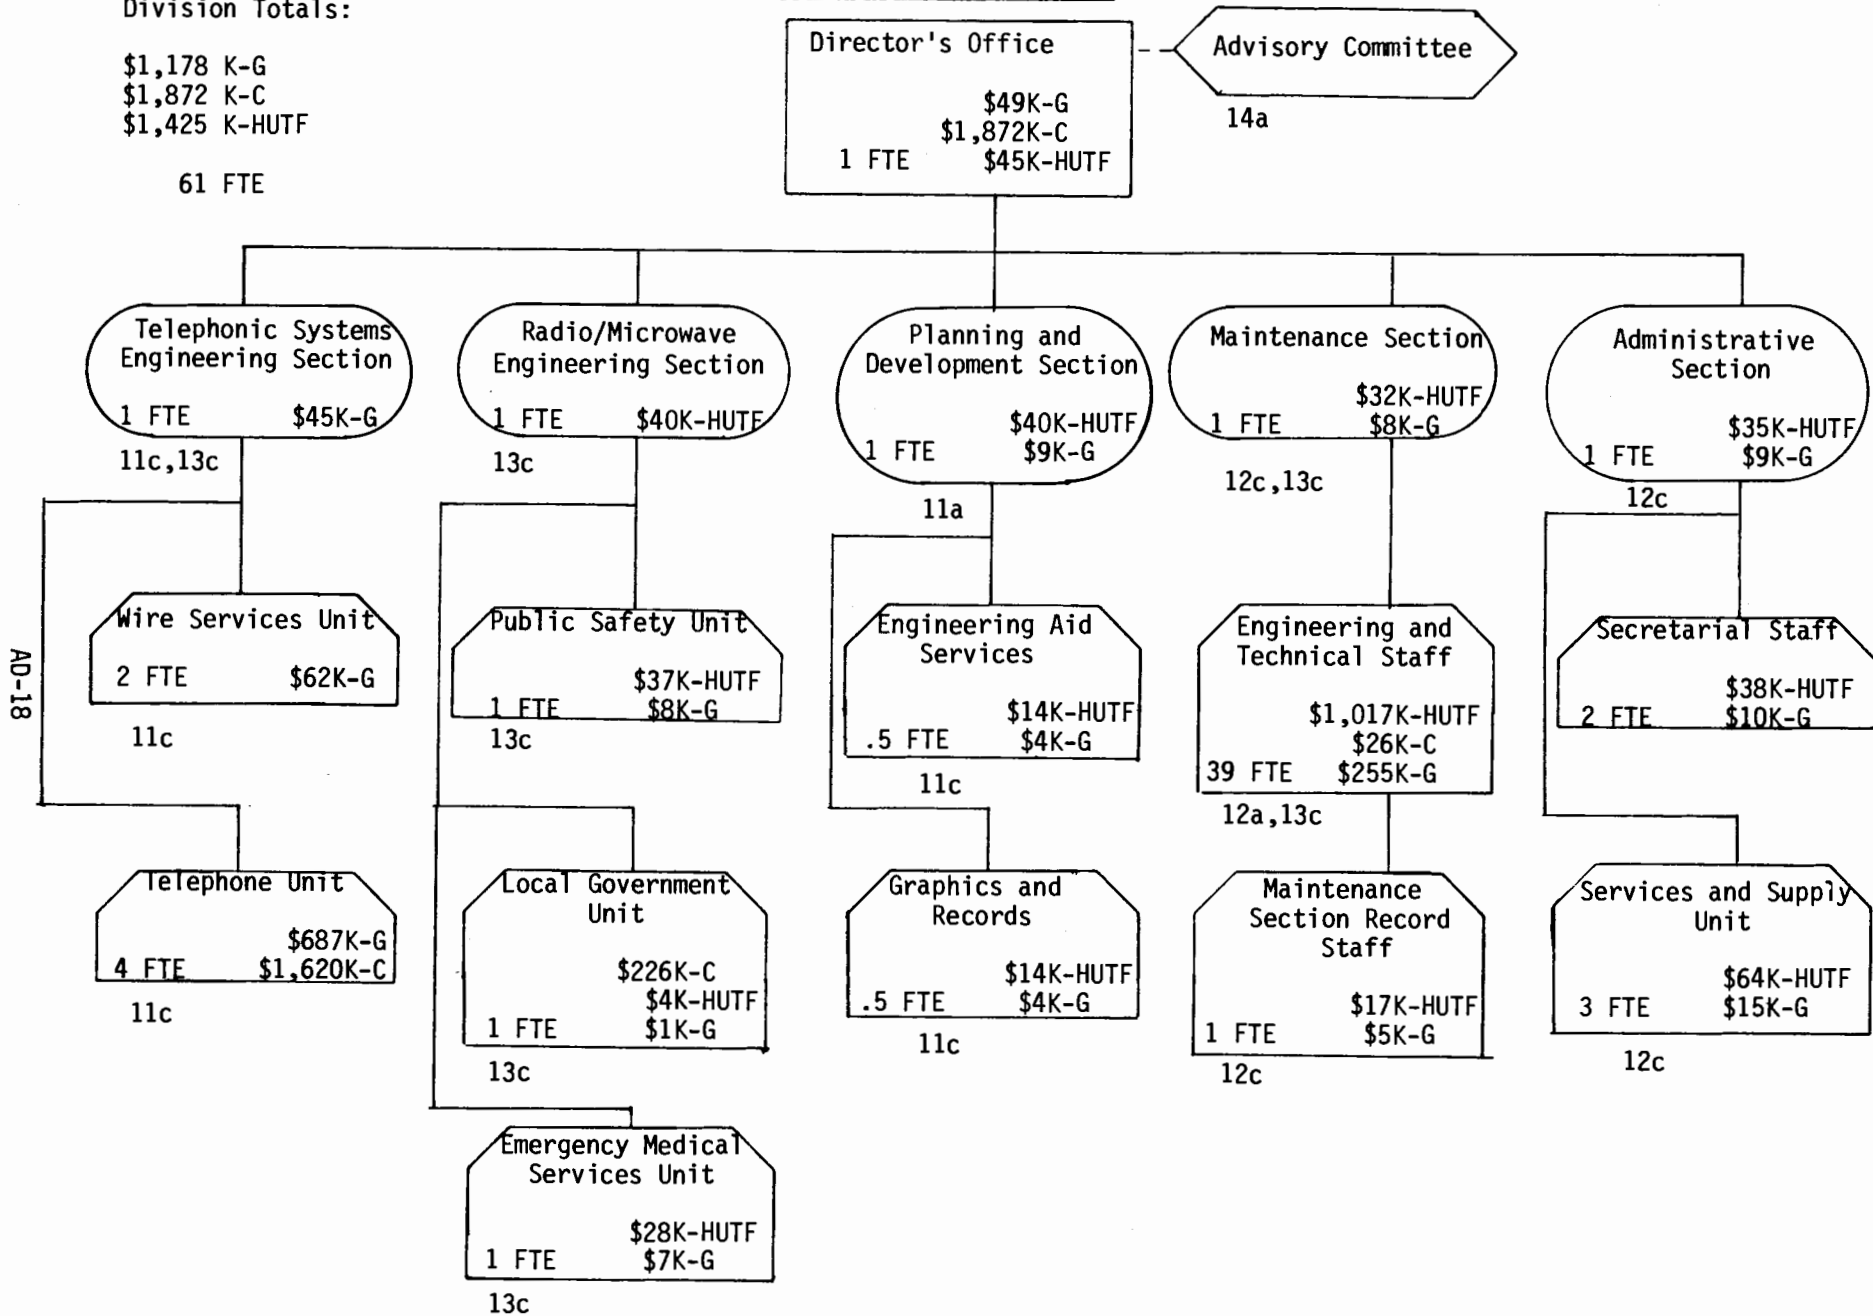 Division Totals:
$1,178 K-G
$1,872 K-C
$1,425 K-HUTF
61 FTE
Director's Office
$49K-G
$1,872K-C
1 FTE $45K-HUTF
Advisory Committee
14a
Telephonic Systems
Engineering Section
1 FTE $45K-G
11c,13c
Radio/Microwave
Engineering Section
1 FTE $40K-HUTF
13c
Planning and
Development Section
$40K-HUTF
1 FTE $9K-G
11a
Maintenance Section
$32K-HUTF
1 FTE $8K-G
12c,13c
Administrative
Section
$35K-HUTF
1 FTE $9K-G
12c
Wire Services Unit
2 FTE $62K-G
11c
Public Safety Unit
$37K-HUTF
1 FTE $8K-G
13c
Engineering Aid
Services
$14K-HUTF
.5 FTE $4K-G
11c
Engineering and
Technical Staff
$1,017K-HUTF
$26K-C
39 FTE $255K-G
12a,13c
Secretarial Staff
$38K-HUTF
2 FTE $10K-G
Telephone Unit
$687K-G
4 FTE $1,620K-C
11c
Local Government
Unit
$226K-C
$4K-HUTF
1 FTE $1K-G
13c
Graphics and
Records
$14K-HUTF
.5 FTE $4K-G
11c
Maintenance
Section Record
Staff
$17K-HUTF
1 FTE $5K-G
12c
Services and Supply
Unit
$64K-HUTF
3 FTE $15K-G
12c
Emergency Medical
Services Unit
$28K-HUTF
1 FTE $7K-G
13c
AD-18